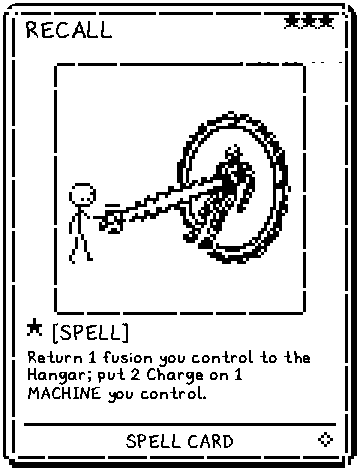 RECALL
[SPELL]
Return 1 fusion you control to the
Hangar; put 2 Charge on 1
MACHINE you control.
SPELL CARD